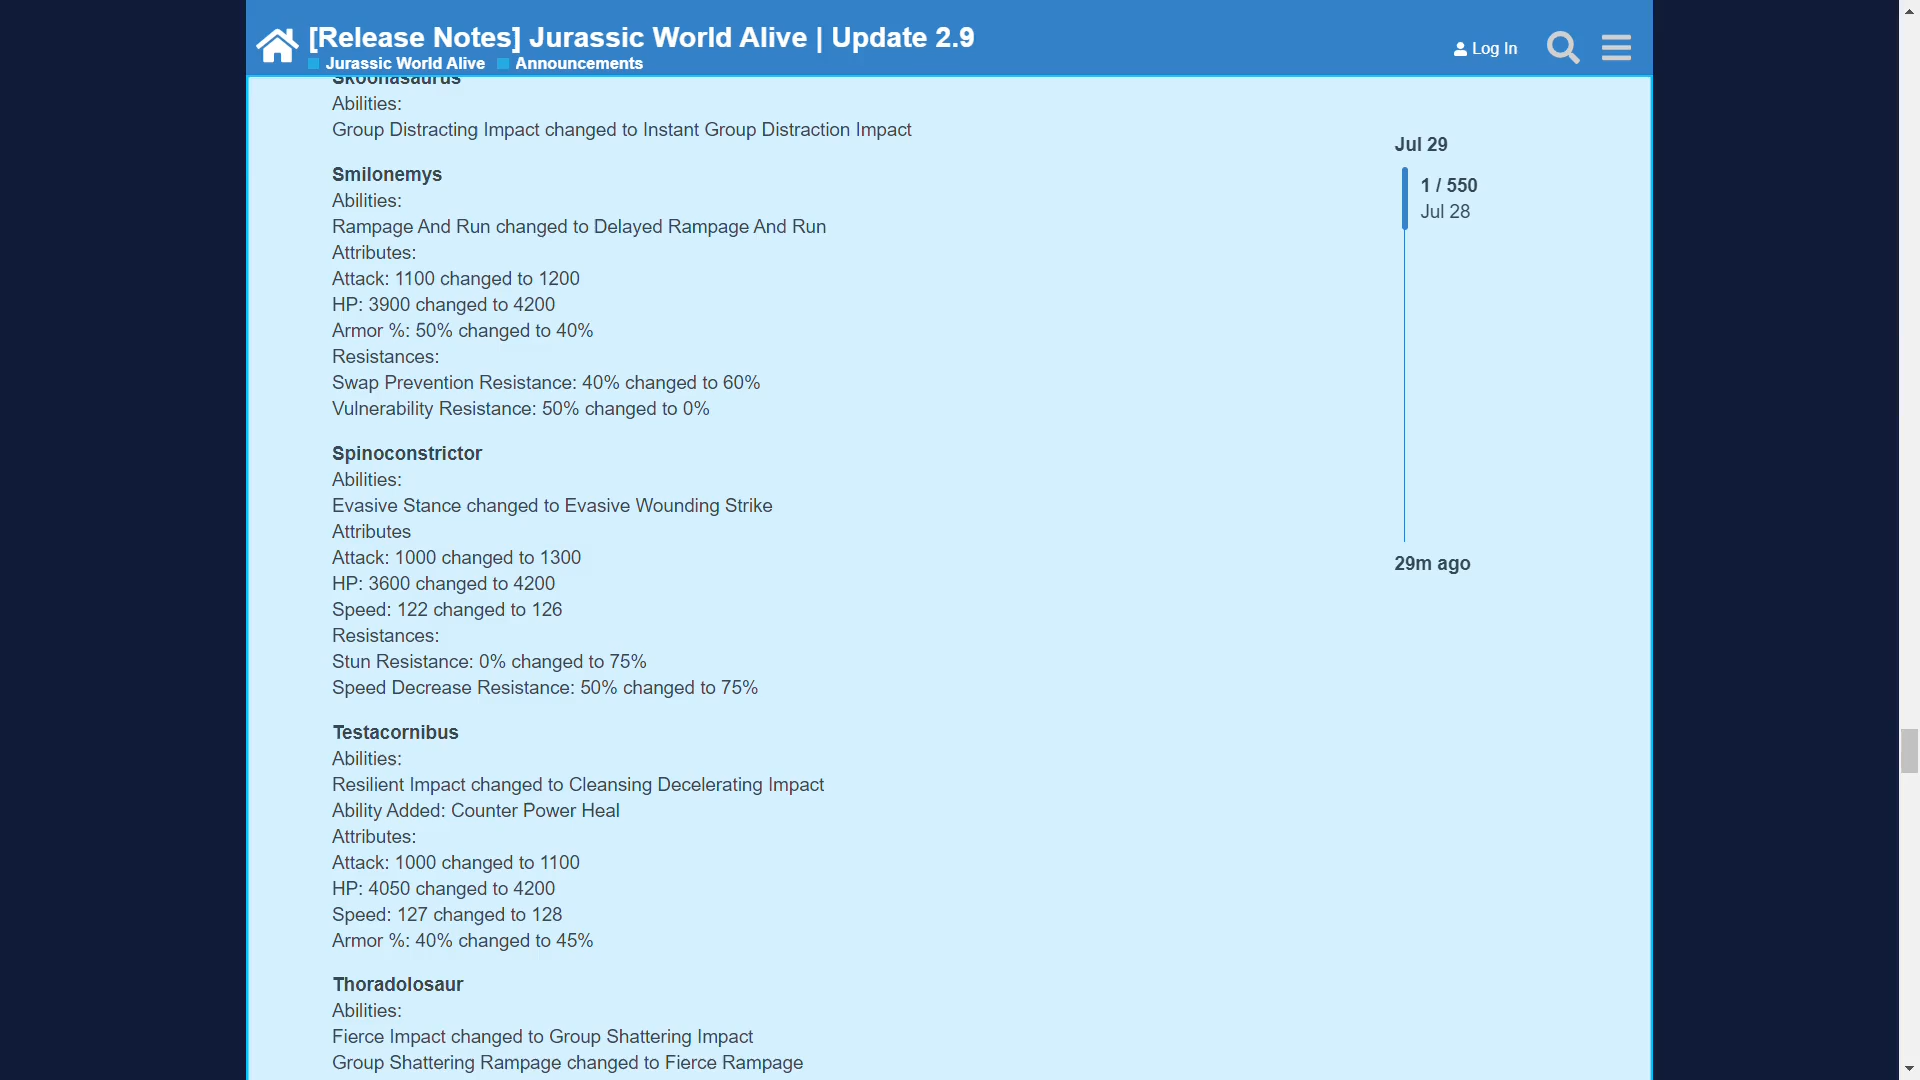 [Release Notes] Jurassic World Alive | Update 2.9
Jurassic World Alive Announcements
Log In
Skoonasaurus
Abilities:
Group Distracting Impact changed to Instant Group Distraction Impact
Smilonemys
Abilities:
Rampage And Run changed to Delayed Rampage And Run
Attributes:
Attack: 1100 changed to 1200
HP: 3900 changed to 4200
Armor %: 50% changed to 40%
Resistances:
Swap Prevention Resistance: 40% changed to 60%
Vulnerability Resistance: 50% changed to 0%
Spinoconstrictor
Abilities:
Evasive Stance changed to Evasive Wounding Strike
Attributes
Attack: 1000 changed to 1300
HP: 3600 changed to 4200
Speed: 122 changed to 126
Resistances:
Stun Resistance: 0% changed to 75%
Speed Decrease Resistance: 50% changed to 75%
Testacornibus
Abilities:
Resilient Impact changed to Cleansing Decelerating Impact
Ability Added: Counter Power Heal
Attributes:
Attack: 1000 changed to 1100
HP: 4050 changed to 4200
Speed: 127 changed to 128
Armor %: 40% changed to 45%
Thoradolosaur
Abilities:
Fierce Impact changed to Group Shattering Impact
Group Shattering Rampage changed to Fierce Rampage
Jul 29
1 / 550
Jul 28
29m ago